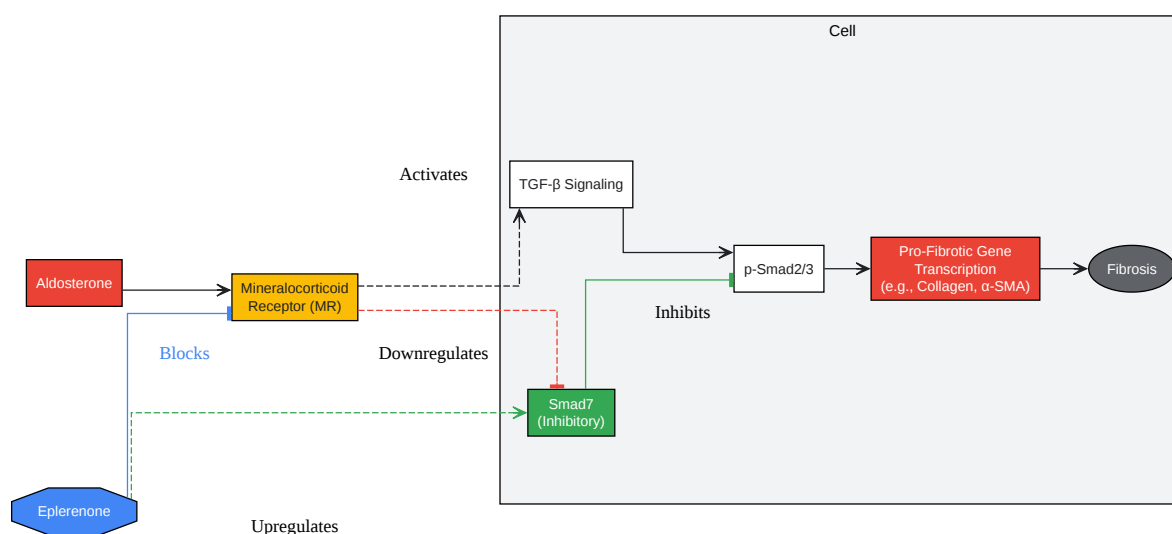 Cell
Activates
TGF-β Signaling
Aldosterone
Mineralocorticoid
Receptor (MR)
p-Smad2/3
Pro-Fibrotic Gene
Transcription
(e.g., Collagen, α-SMA)
Fibrosis
Inhibits
Blocks
Downregulates
Smad7
(Inhibitory)
Eplerenone
Upregulates